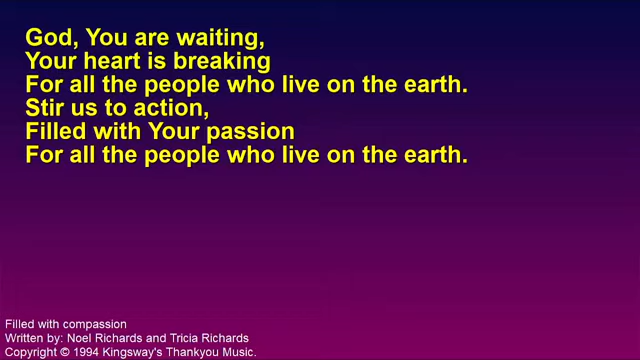 God, You are waiting,
Your heart is breaking
For all the people who live on the earth.
Stir us to action,
Filled with Your passion
For all the people who live on the earth.
Filled with compassion
Written by: Noel Richards and Tricia Richards
Copyright © 1994 Kingsway's Thankyou Music.